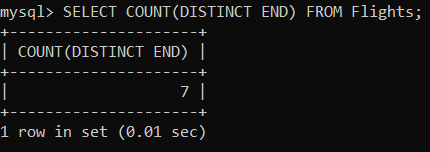 mysql> SELECT COUNT(DISTINCT END) FROM Flights;
+---------------------+
| COUNT(DISTINCT END) |
+---------------------+
|                   7 |
+---------------------+
1 row in set (0.01 sec)